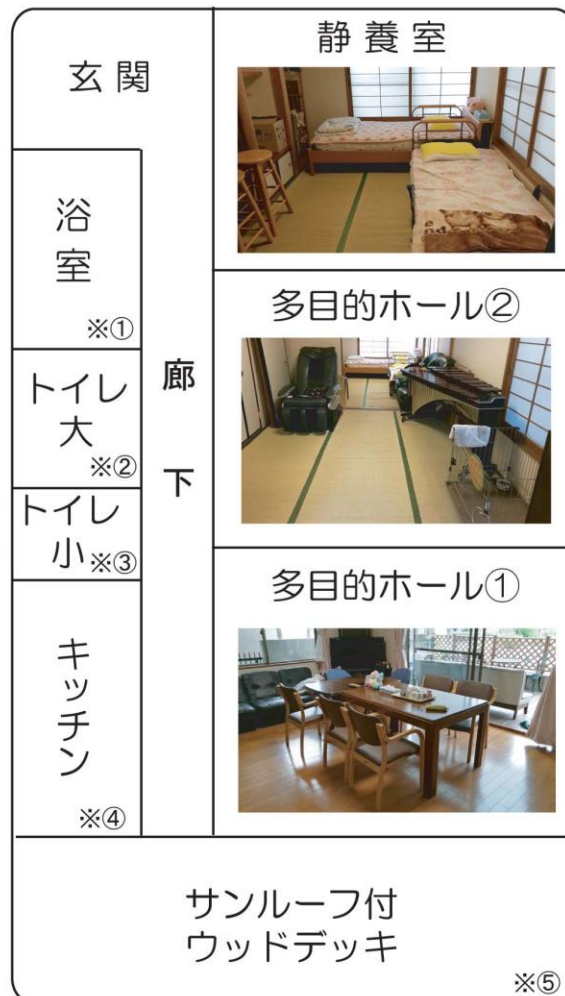 玄関
静養室
浴室
※①
多目的ホール②
トイレ
大
※②
廊下
トイレ
小※③
多目的ホール①
キッチン
※④
サンルーフ付
ウッドデッキ
※⑤